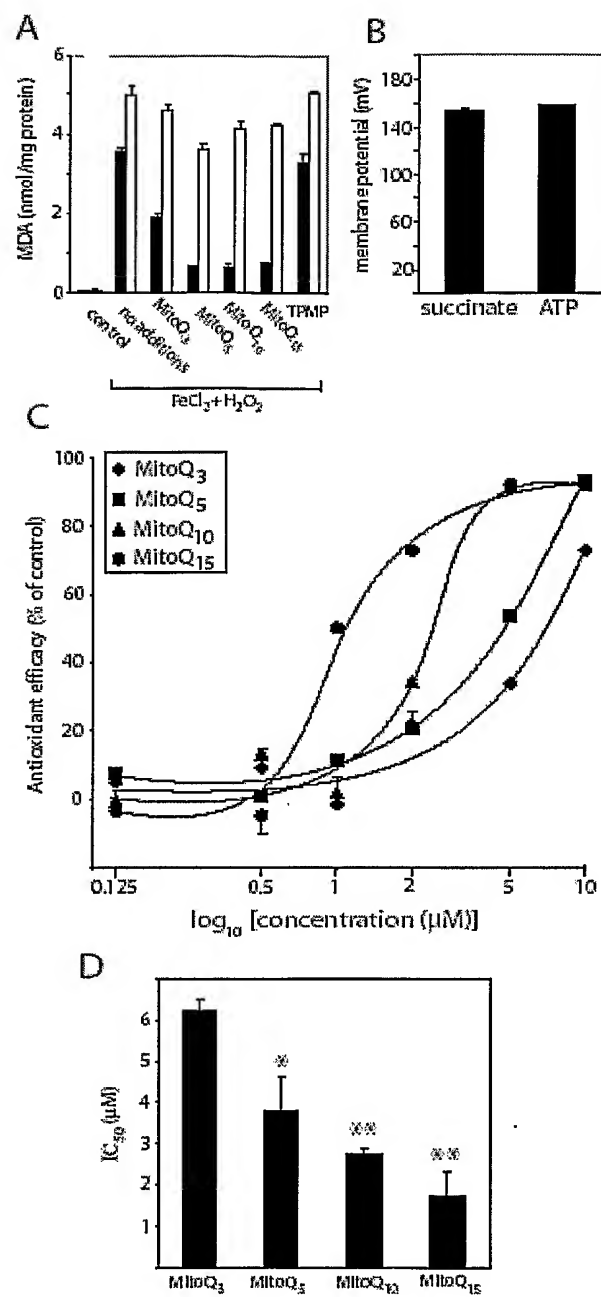 A
MDA (nmol/mg protein)
6
4
2
0
control
no additions
MitoQ3
MitoQ5
MitoQ10
MitoQ15
TPMP
FeCl3+H2O2
B
membrane potential (mV)
180
140
100
60
20
succinate
ATP
C
Antioxidant efficacy (% of control)
100
80
60
40
20
0
MitoQ3
MitoQ5
MitoQ10
MitoQ15
0.125
0.5
1
2
5
10
log10 [concentration (µM)]
D
IC50 (µM)
6
5
4
3
2
1
*
**
**
MitoQ3
MitoQ5
MitoQ10
MitoQ15